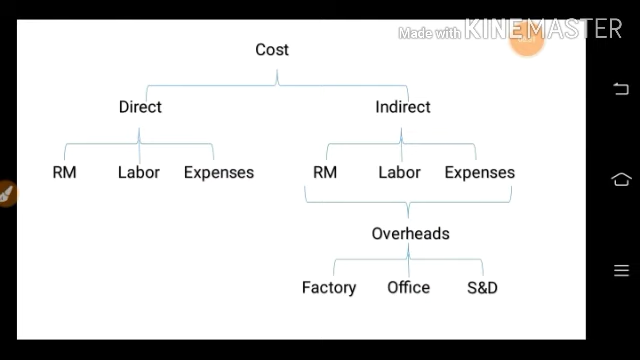 Made with KINEMASTER
Cost
Direct Indirect
RM Labor Expenses RM Labor Expenses
Overheads
Factory Office S&D